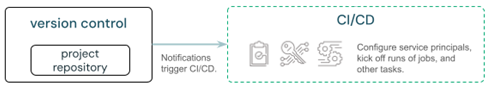 version control
project
repository
Notifications
trigger CI/CD.
CI/CD
Configure service principals,
kick off runs of jobs, and
other tasks.